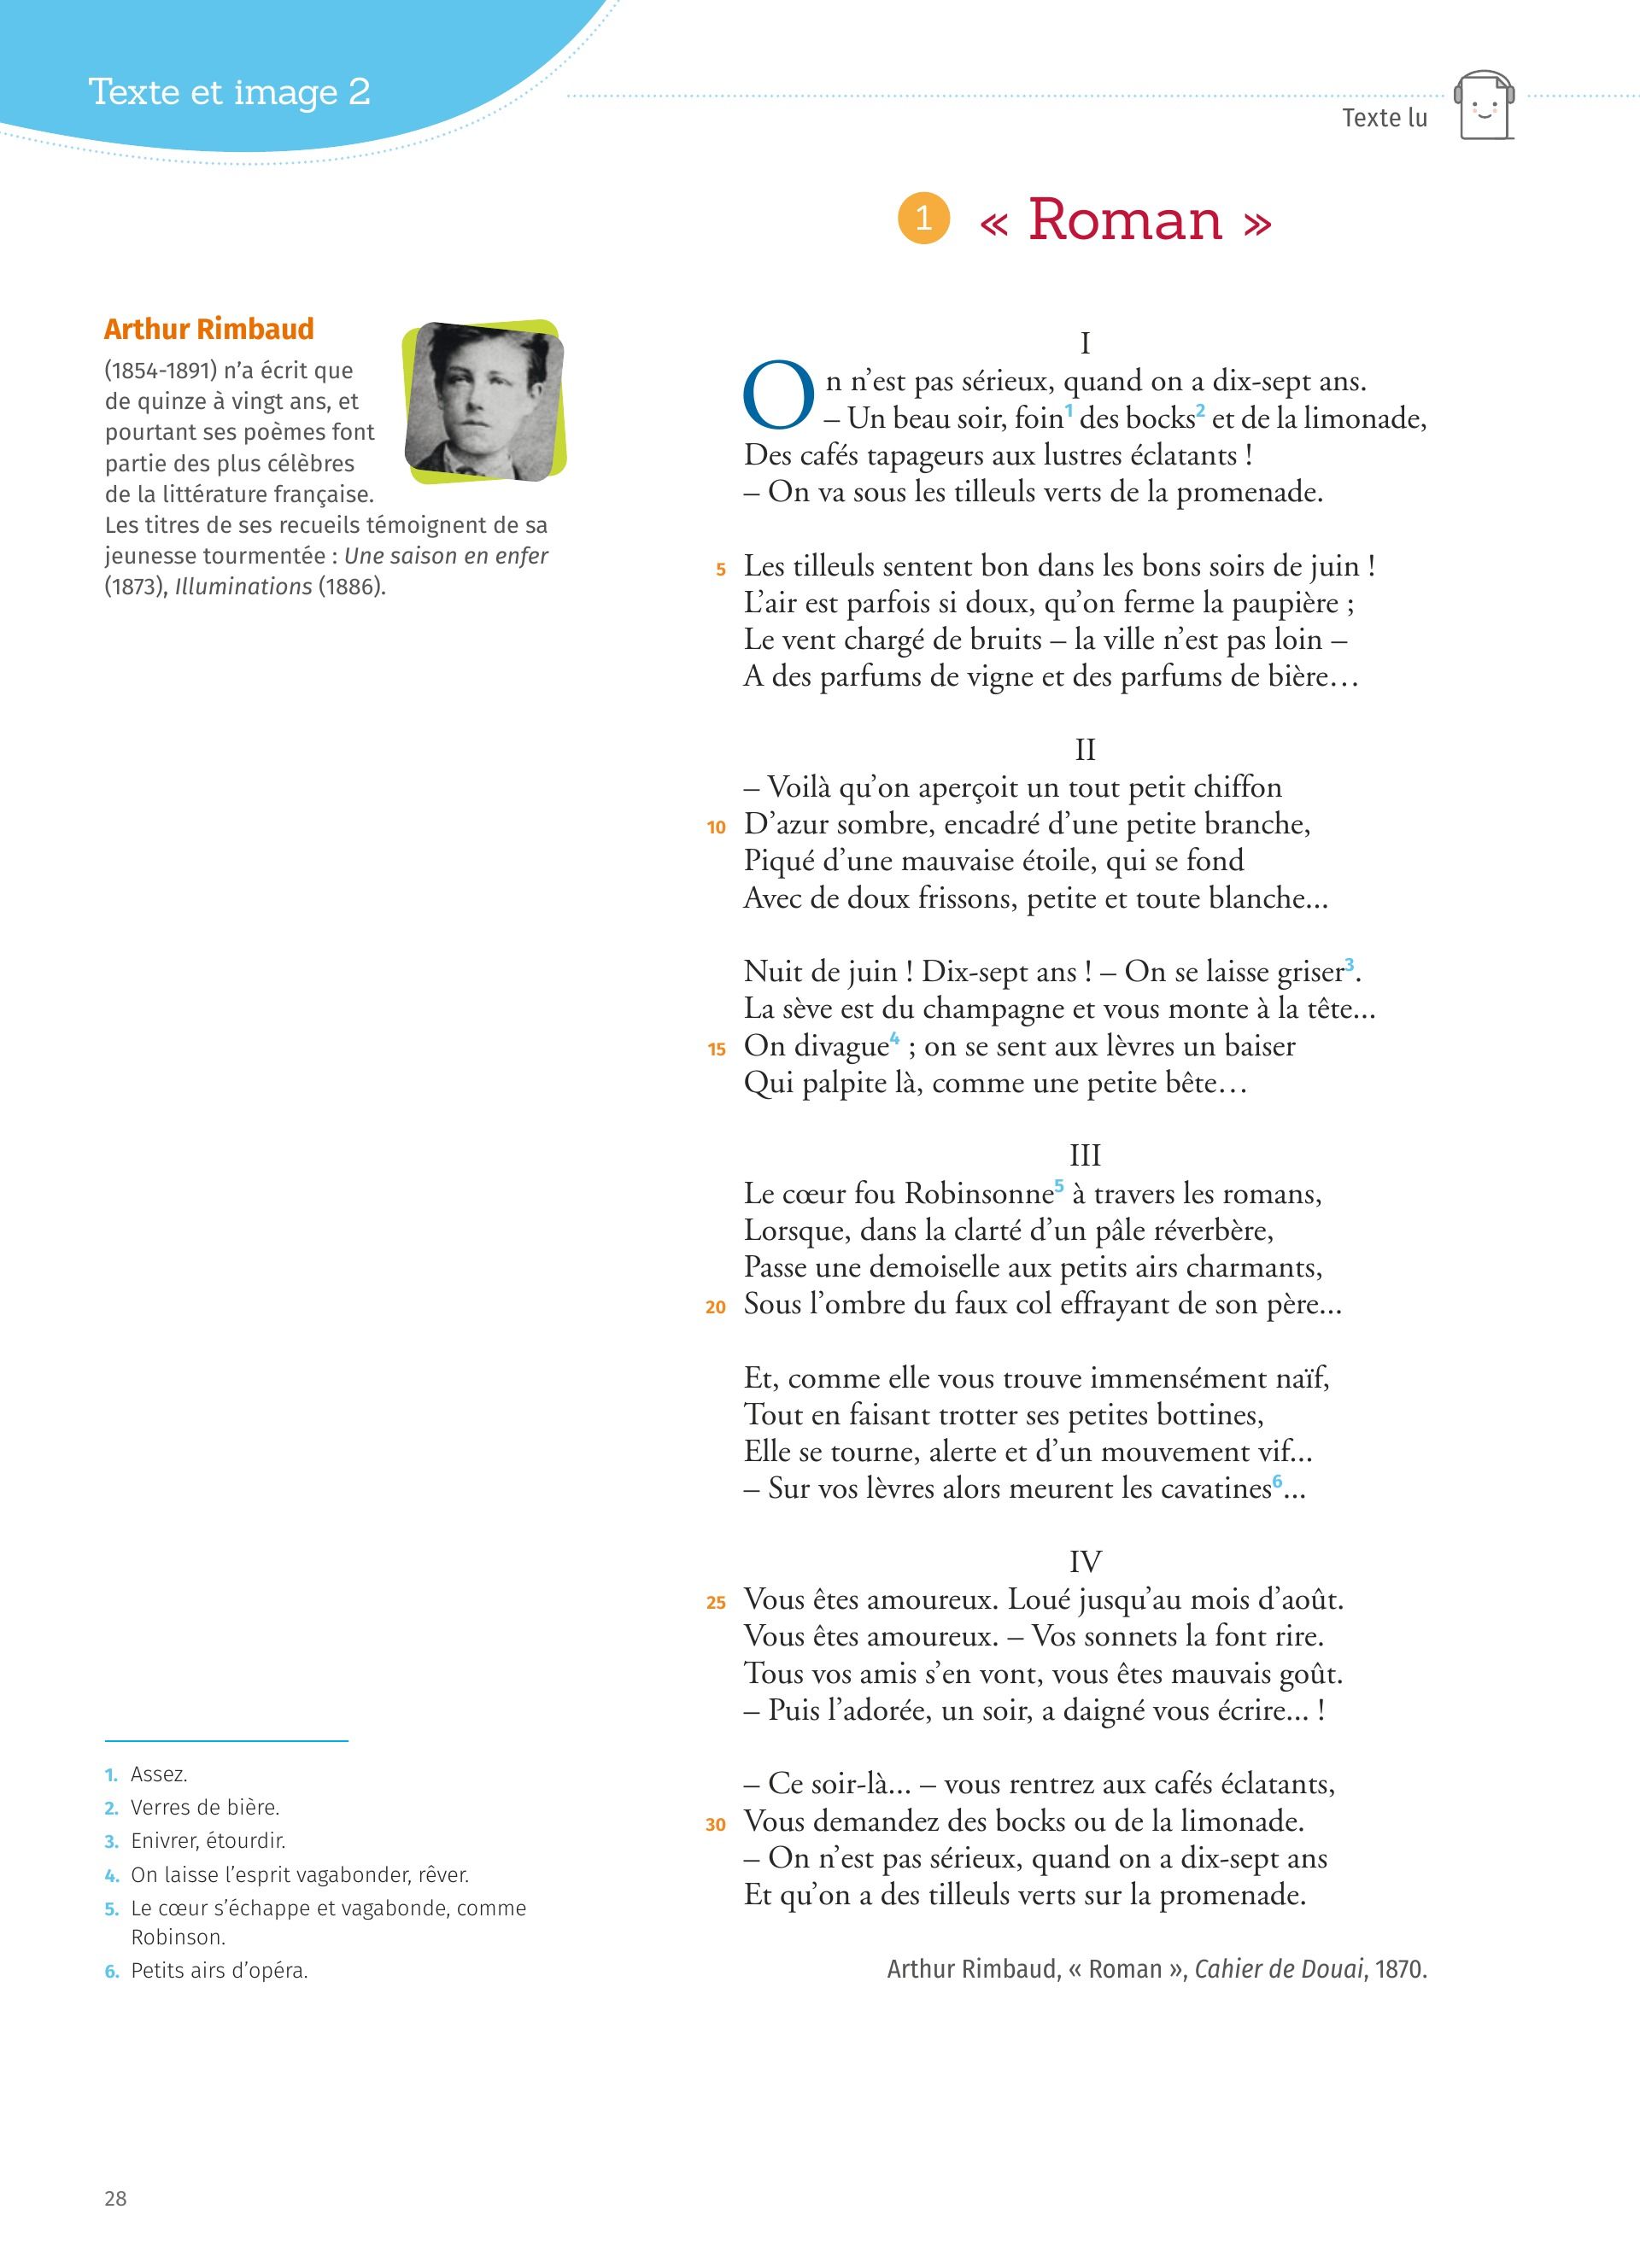 Texte et image 2
Texte lu
1 « Roman »
Arthur Rimbaud
(1854-1891) n’a écrit que
de quinze à vingt ans, et
pourtant ses poèmes font
partie des plus célèbres
de la littérature française.
Les titres de ses recueils témoignent de sa
jeunesse tourmentée : Une saison en enfer
(1873), Illuminations (1886).
I
On n’est pas sérieux, quand on a dix-sept ans.
– Un beau soir, foin1 des bocks2 et de la limonade,
Des cafés tapageurs aux lustres éclatants !
– On va sous les tilleuls verts de la promenade.
5 Les tilleuls sentent bon dans les bons soirs de juin !
L’air est parfois si doux, qu’on ferme la paupière ;
Le vent chargé de bruits – la ville n’est pas loin –
A des parfums de vigne et des parfums de bière…
II
– Voilà qu’on aperçoit un tout petit chiffon
10 D’azur sombre, encadré d’une petite branche,
Piqué d’une mauvaise étoile, qui se fond
Avec de doux frissons, petite et toute blanche...
Nuit de juin ! Dix-sept ans ! – On se laisse griser3.
La sève est du champagne et vous monte à la tête...
15 On divague4 ; on se sent aux lèvres un baiser
Qui palpite là, comme une petite bête…
III
Le cœur fou Robinsonne5 à travers les romans,
Lorsque, dans la clarté d’un pâle réverbère,
Passe une demoiselle aux petits airs charmants,
20 Sous l’ombre du faux col effrayant de son père...
Et, comme elle vous trouve immensément naïf,
Tout en faisant trotter ses petites bottines,
Elle se tourne, alerte et d’un mouvement vif...
– Sur vos lèvres alors meurent les cavatines6...
IV
25 Vous êtes amoureux. Loué jusqu’au mois d’août.
Vous êtes amoureux. – Vos sonnets la font rire.
Tous vos amis s’en vont, vous êtes mauvais goût.
– Puis l’adorée, un soir, a daigné vous écrire... !
– Ce soir-là... – vous rentrez aux cafés éclatants,
30 Vous demandez des bocks ou de la limonade.
– On n’est pas sérieux, quand on a dix-sept ans
Et qu’on a des tilleuls verts sur la promenade.
Arthur Rimbaud, « Roman », Cahier de Douai, 1870.
1. Assez.
2. Verres de bière.
3. Enivrer, étourdir.
4. On laisse l’esprit vagabonder, rêver.
5. Le cœur s’échappe et vagabonde, comme
Robinson.
6. Petits airs d’opéra.
28